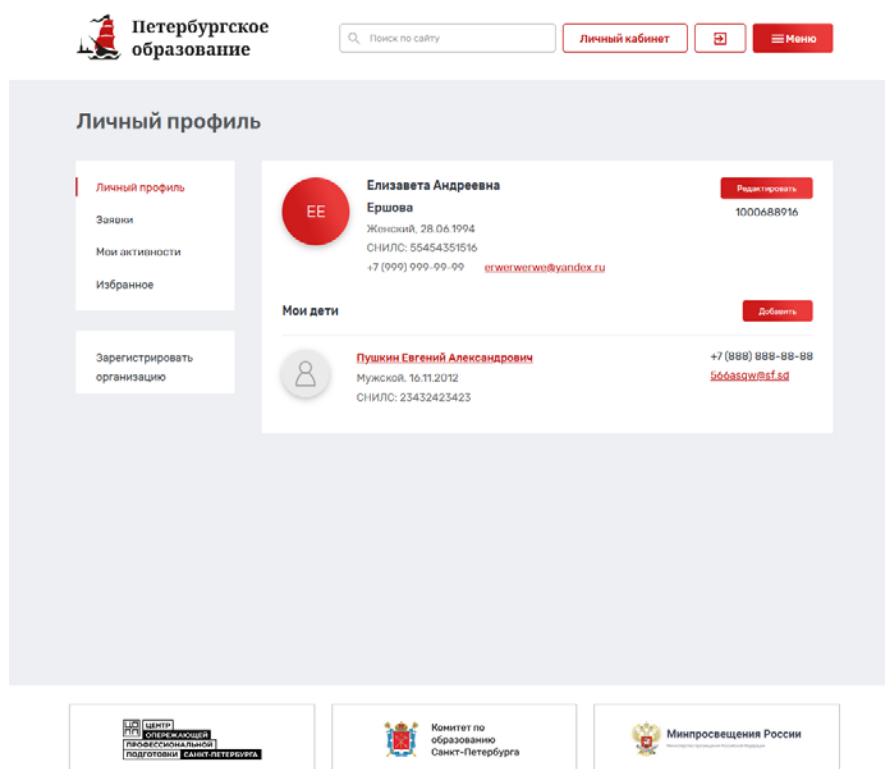 Петербургское
образование
Поиск по сайту
Личный кабинет
Меню
Личный профиль
Личный профиль
Заявки
Мои активности
Избранное
Зарегистрировать
организацию
ЕЕ
Елизавета Андреевна
Ершова
Женский, 28.06.1994
СНИЛС: 55454351516
+7 (999) 999-99-99 erwerwerwe@yandex.ru
Редактировать
1000688916
Мои дети
Добавить
Пушкин Евгений Александрович
Мужской, 16.11.2012
СНИЛС: 23432423423
+7 (888) 888-88-88
566asqw@sf.sd
ЦОПП
ЦЕНТР
ОПЕРЕЖАЮЩЕЙ
ПРОФЕССИОНАЛЬНОЙ
ПОДГОТОВКИ САНКТ-ПЕТЕРБУРГА
Комитет по
образованию
Санкт-Петербурга
Минпросвещения России